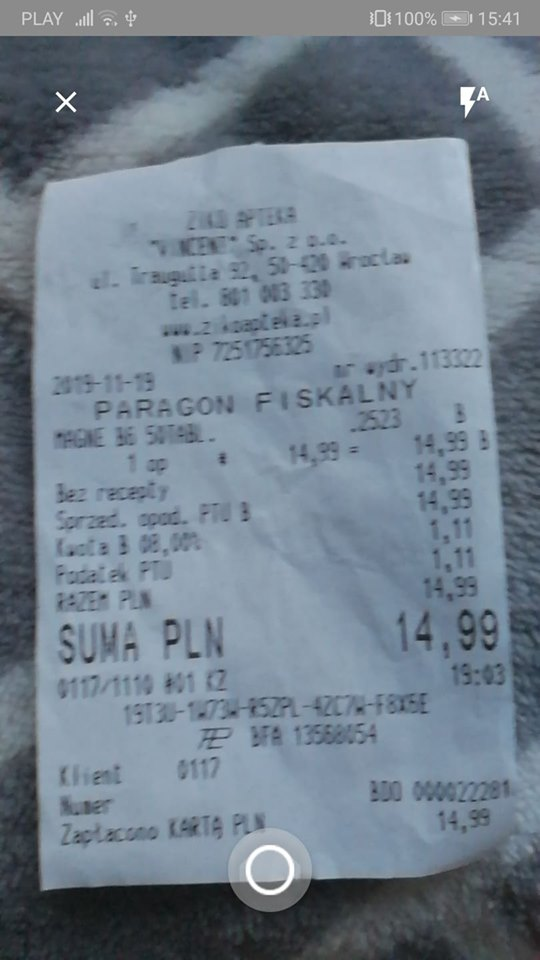 PLAY 100% 15:41
A
ZIKO APTEKA
"VINCENT" Sp. z o.o.
ul. Traugutta 92, 50-420 Wrocław
tel. 801 003 330
www.zikoapteka.pl
NIP 7251756325
2019-11-19 nr wydr.113322
PARAGON FISKALNY
MAGNE B6 50TABL. .2523 B
1 op * 14,99 = 14,99 B
Bez recepty 14,99
Sprzed. opod. PTU B 14,99
Kwota B 08,00% 1,11
Podatek PTU 1,11
RAZEM PLN 14,99
SUMA PLN 14,99
0117/1110 #01 KZ 19:03
19T3U-1W73W-R5ZPL-42C7W-F8X6E
BFA 13568054
Klient 0117
Numer BDO 000022281
Zapłacono KARTA PLN 14,99